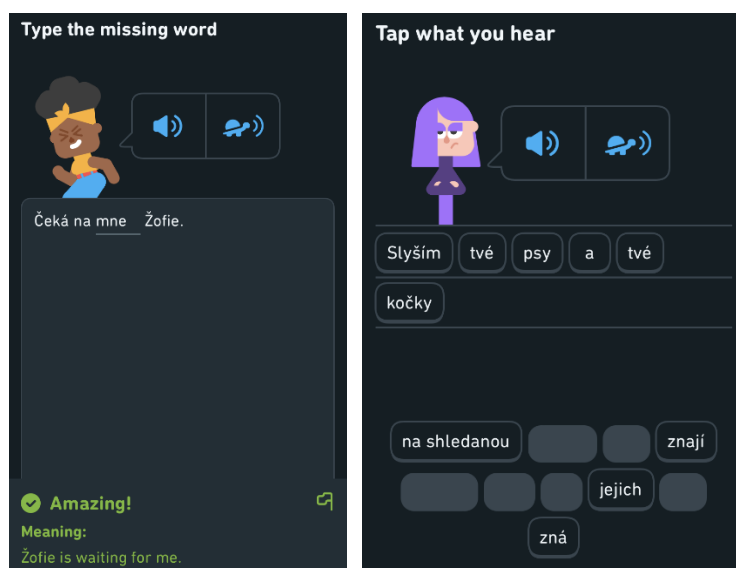 Type the missing word
Čeká na mne Žofie.
Amazing!
Meaning:
Žofie is waiting for me.
Tap what you hear
Slyším tvé psy a tvé
kočky
na shledanou znají
jejich
zná